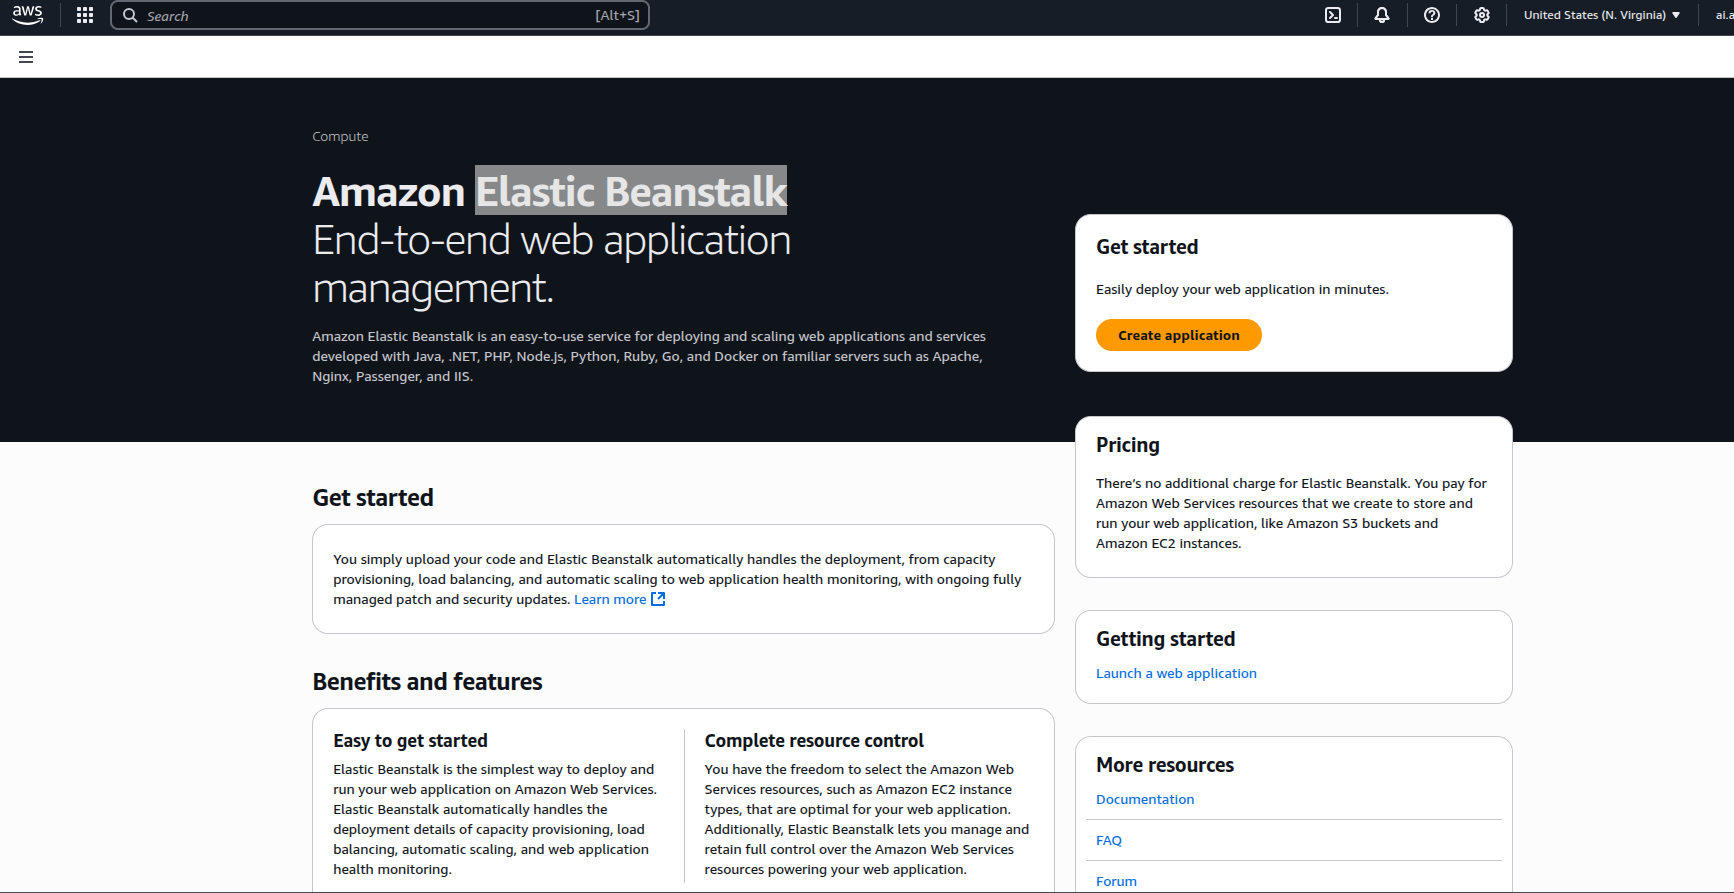 aws
Search [Alt+S]
United States (N. Virginia)
ai.a
Compute
Amazon Elastic Beanstalk
End-to-end web application
management.
Amazon Elastic Beanstalk is an easy-to-use service for deploying and scaling web applications and services
developed with Java, .NET, PHP, Node.js, Python, Ruby, Go, and Docker on familiar servers such as Apache,
Nginx, Passenger, and IIS.
Get started
Easily deploy your web application in minutes.
Create application
Pricing
There's no additional charge for Elastic Beanstalk. You pay for
Amazon Web Services resources that we create to store and
run your web application, like Amazon S3 buckets and
Amazon EC2 instances.
Get started
You simply upload your code and Elastic Beanstalk automatically handles the deployment, from capacity
provisioning, load balancing, and automatic scaling to web application health monitoring, with ongoing fully
managed patch and security updates. Learn more
Getting started
Launch a web application
Benefits and features
Easy to get started
Elastic Beanstalk is the simplest way to deploy and
run your web application on Amazon Web Services.
Elastic Beanstalk automatically handles the
deployment details of capacity provisioning, load
balancing, automatic scaling, and web application
health monitoring.
Complete resource control
You have the freedom to select the Amazon Web
Services resources, such as Amazon EC2 instance
types, that are optimal for your web application.
Additionally, Elastic Beanstalk lets you manage and
retain full control over the Amazon Web Services
resources powering your web application.
More resources
Documentation
FAQ
Forum